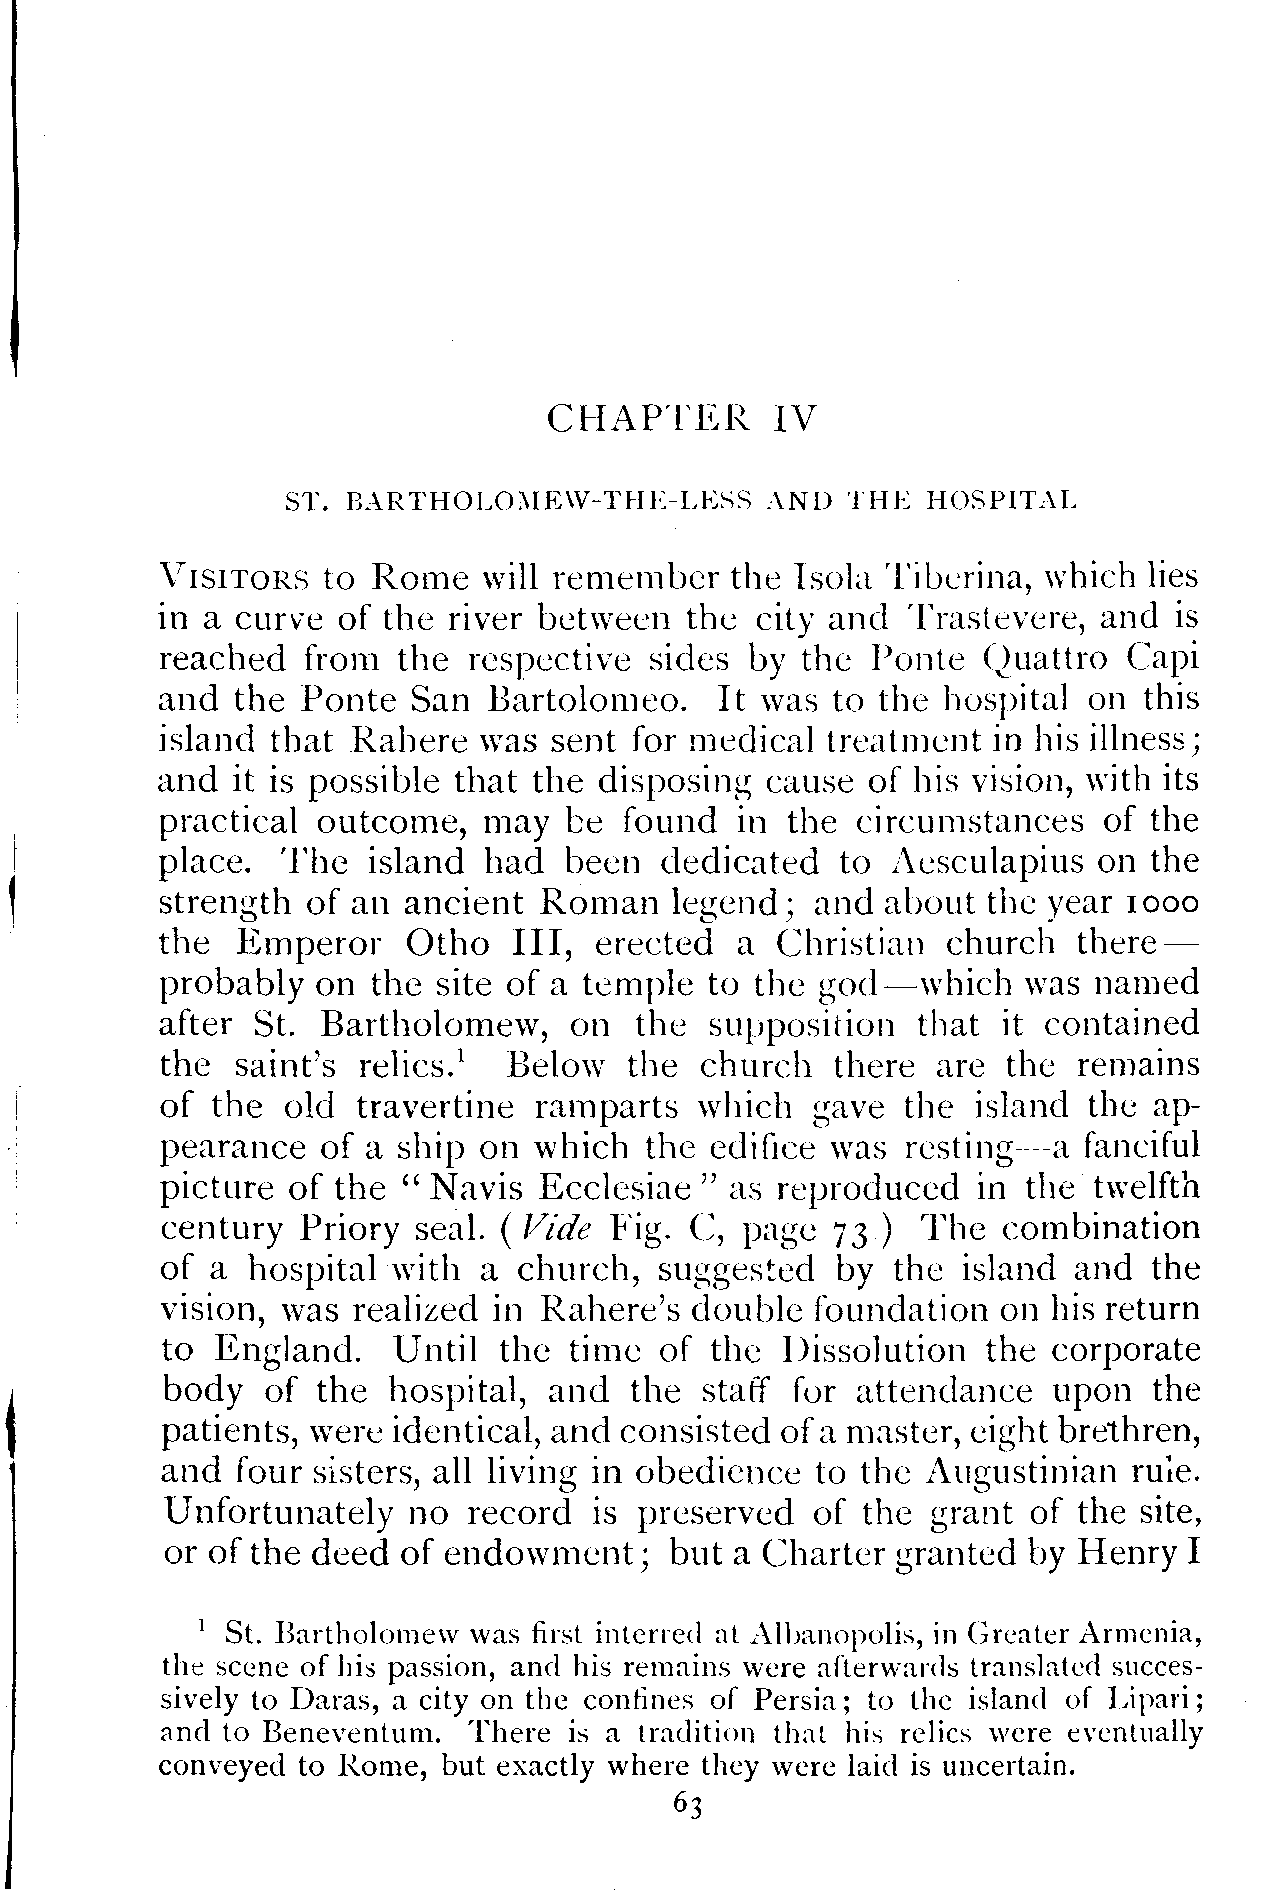 CHAPTER IV
ST. BARTHOLOMEW-THE-LESS AND THE HOSPITAL
VISITORS to Rome will remember the Isola Tiberina, which lies
in a curve of the river between the city and Trastevere, and is
reached from the respective sides by the Ponte Quattro Capi
and the Ponte San Bartolomeo. It was to the hospital on this
island that Rahere was sent for medical treatment in his illness;
and it is possible that the disposing cause of his vision, with its
practical outcome, may be found in the circumstances of the
place. The island had been dedicated to Aesculapius on the
strength of an ancient Roman legend; and about the year 1000
the Emperor Otho III, erected a Christian church there—
probably on the site of a temple to the god—which was named
after St. Bartholomew, on the supposition that it contained
the saint's relics.¹ Below the church there are the remains
of the old travertine ramparts which gave the island the ap-
pearance of a ship on which the edifice was resting—a fanciful
picture of the “Navis Ecclesiae” as reproduced in the twelfth
century Priory seal. (Vide Fig. C, page 73.) The combination
of a hospital with a church, suggested by the island and the
vision, was realized in Rahere's double foundation on his return
to England. Until the time of the Dissolution the corporate
body of the hospital, and the staff for attendance upon the
patients, were identical, and consisted of a master, eight brethren,
and four sisters, all living in obedience to the Augustinian rule.
Unfortunately no record is preserved of the grant of the site,
or of the deed of endowment; but a Charter granted by Henry I
¹ St. Bartholomew was first interred at Albanopolis, in Greater Armenia,
the scene of his passion, and his remains were afterwards translated succes-
sively to Daras, a city on the confines of Persia; to the island of Lipari;
and to Beneventum. There is a tradition that his relics were eventually
conveyed to Rome, but exactly where they were laid is uncertain.
63